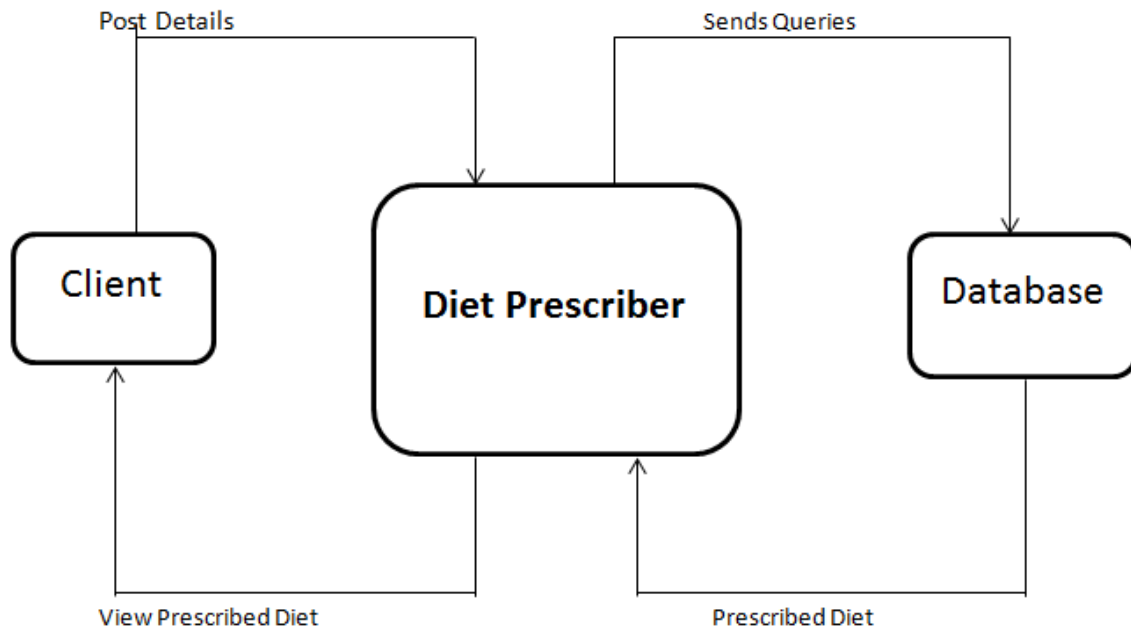 Post Details
Sends Queries
Client
Diet Prescriber
Database
View Prescribed Diet
Prescribed Diet